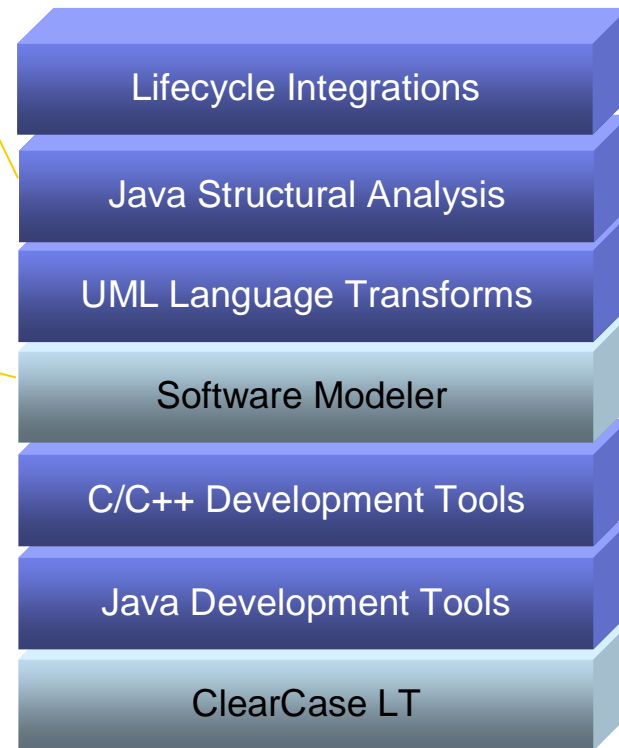 Lifecycle Integrations
Java Structural Analysis
UML Language Transforms
Software Modeler
C/C++ Development Tools
Java Development Tools
ClearCase LT